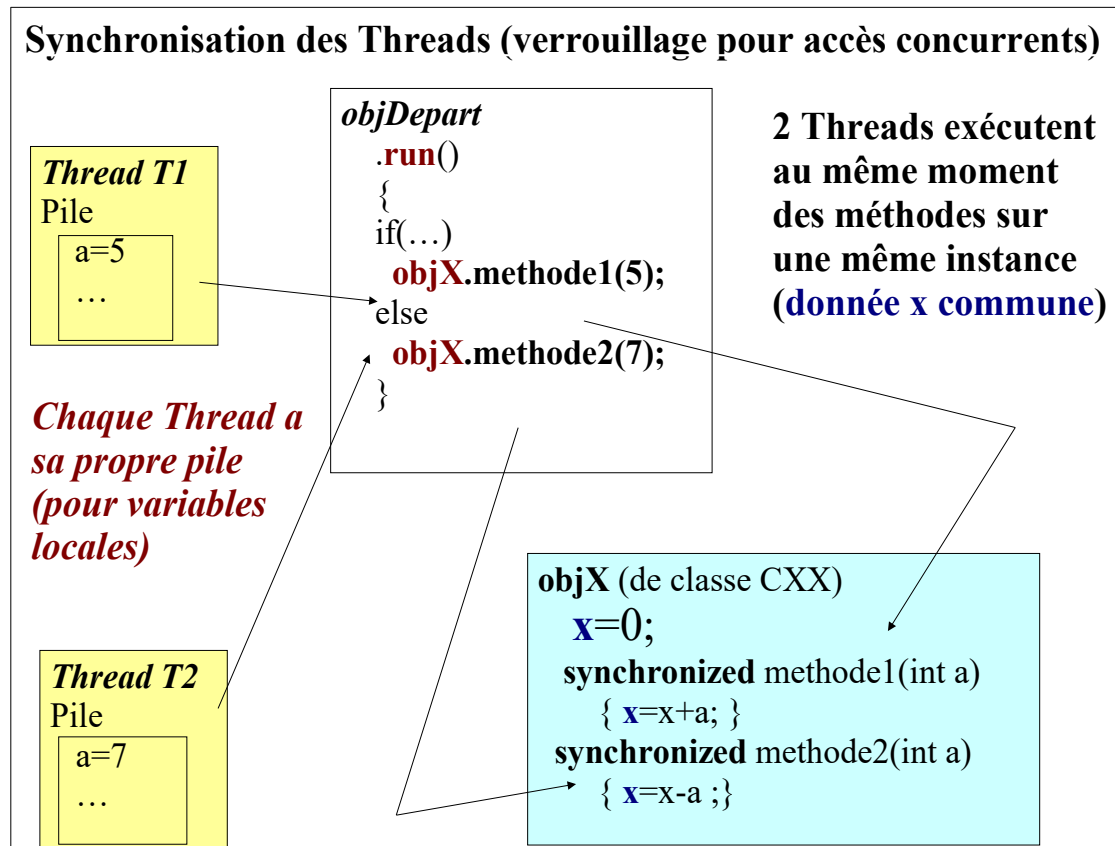 Synchronisation des Threads (verrouillage pour accès concurrents)
Thread T1
Pile
a=5
…
objDepart
.run()
{
if(…)
objX.methode1(5);
else
objX.methode2(7);
}
2 Threads exécutent
au même moment
des méthodes sur
une même instance
(donnée x commune)
Chaque Thread a
sa propre pile
(pour variables
locales)
Thread T2
Pile
a=7
…
objX (de classe CXX)
x=0;
synchronized methode1(int a)
{ x=x+a; }
synchronized methode2(int a)
{ x=x-a ;}